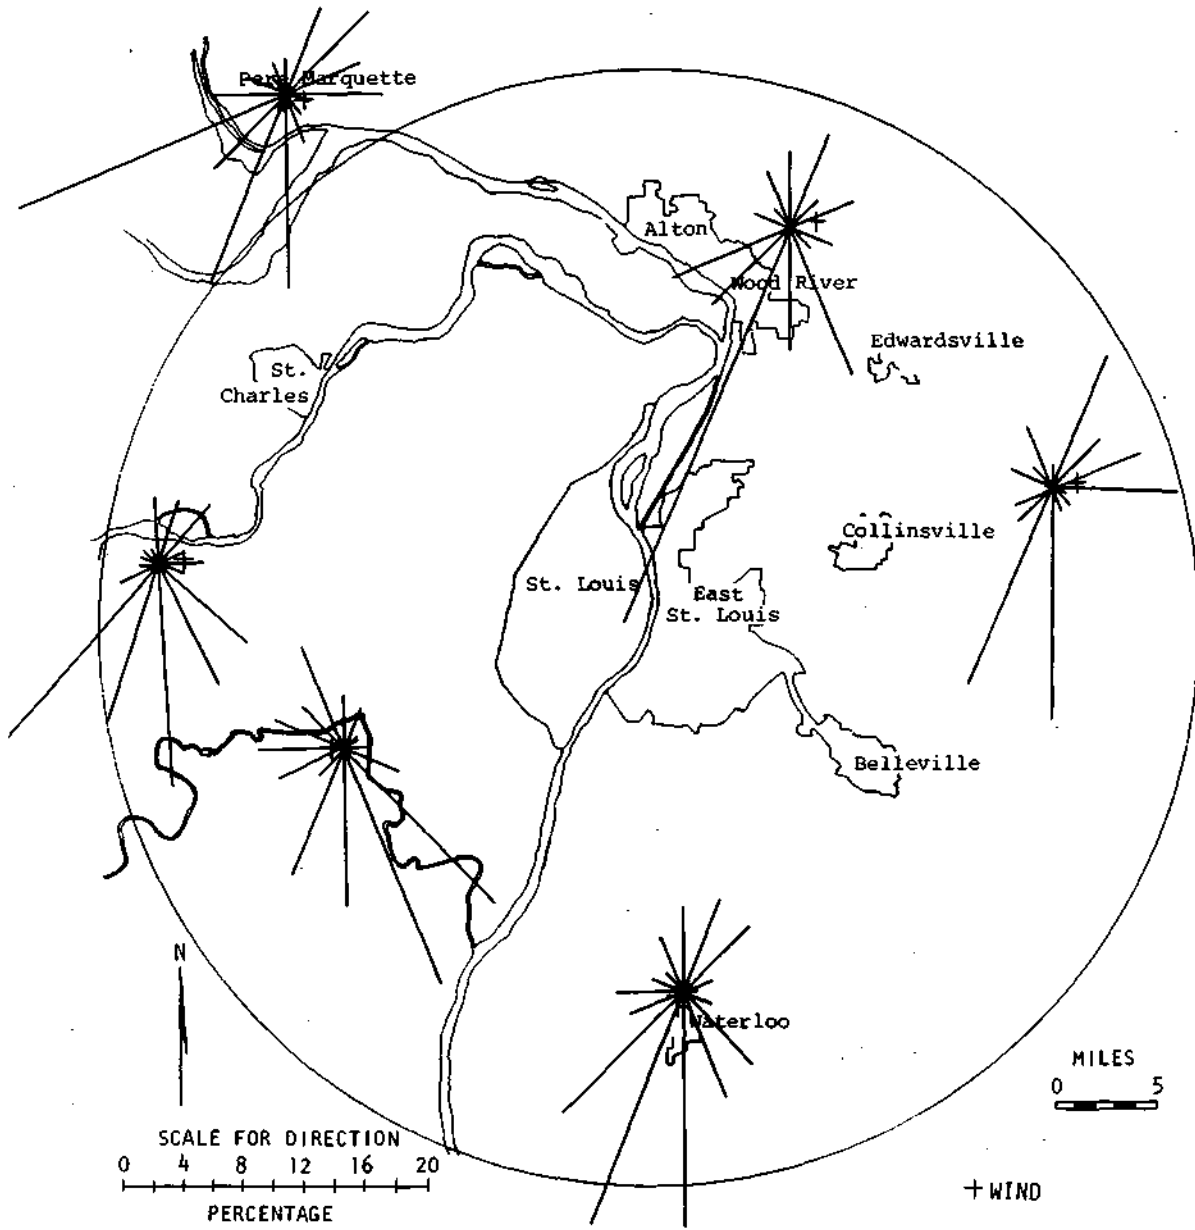 Pere Marquette
Alton
Wood River
Edwardsville
St.
Charles
Collinsville
St. Louis
East
St. Louis
Belleville
N
Waterloo
MILES
0 5
SCALE FOR DIRECTION
0 4 8 12 16 20
PERCENTAGE
+ WIND